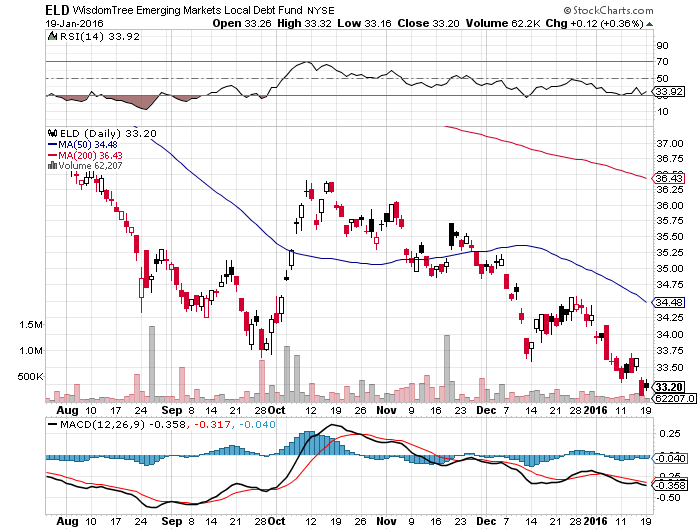 ELD WisdomTree Emerging Markets Local Debt Fund NYSE © StockCharts.com
19-Jan-2016 Open 33.26 High 33.32 Low 33.16 Close 33.20 Volume 62.2K Chg +0.12 (+0.36%)
RSI(14) 33.92
90
70
50
33.92
30
10
ELD (Daily) 33.20
MA(50) 34.48
MA(200) 36.43
Volume 62,207
37.00
36.75
36.43
36.25
36.00
35.75
35.50
35.25
35.00
34.75
34.48
34.25
34.00
33.75
33.50
33.20
62207.0
1.5M
1.0M
500K
Aug 10 17 24 Sep 8 14 21 28 Oct 12 19 26 Nov 9 16 23 Dec 7 14 21 28 2016 11 19
MACD(12,26,9) -0.358, -0.317, -0.040
0.25
-0.040
-0.358
-0.50
Aug 10 17 24 Sep 8 14 21 28 Oct 12 19 26 Nov 9 16 23 Dec 7 14 21 28 2016 11 19